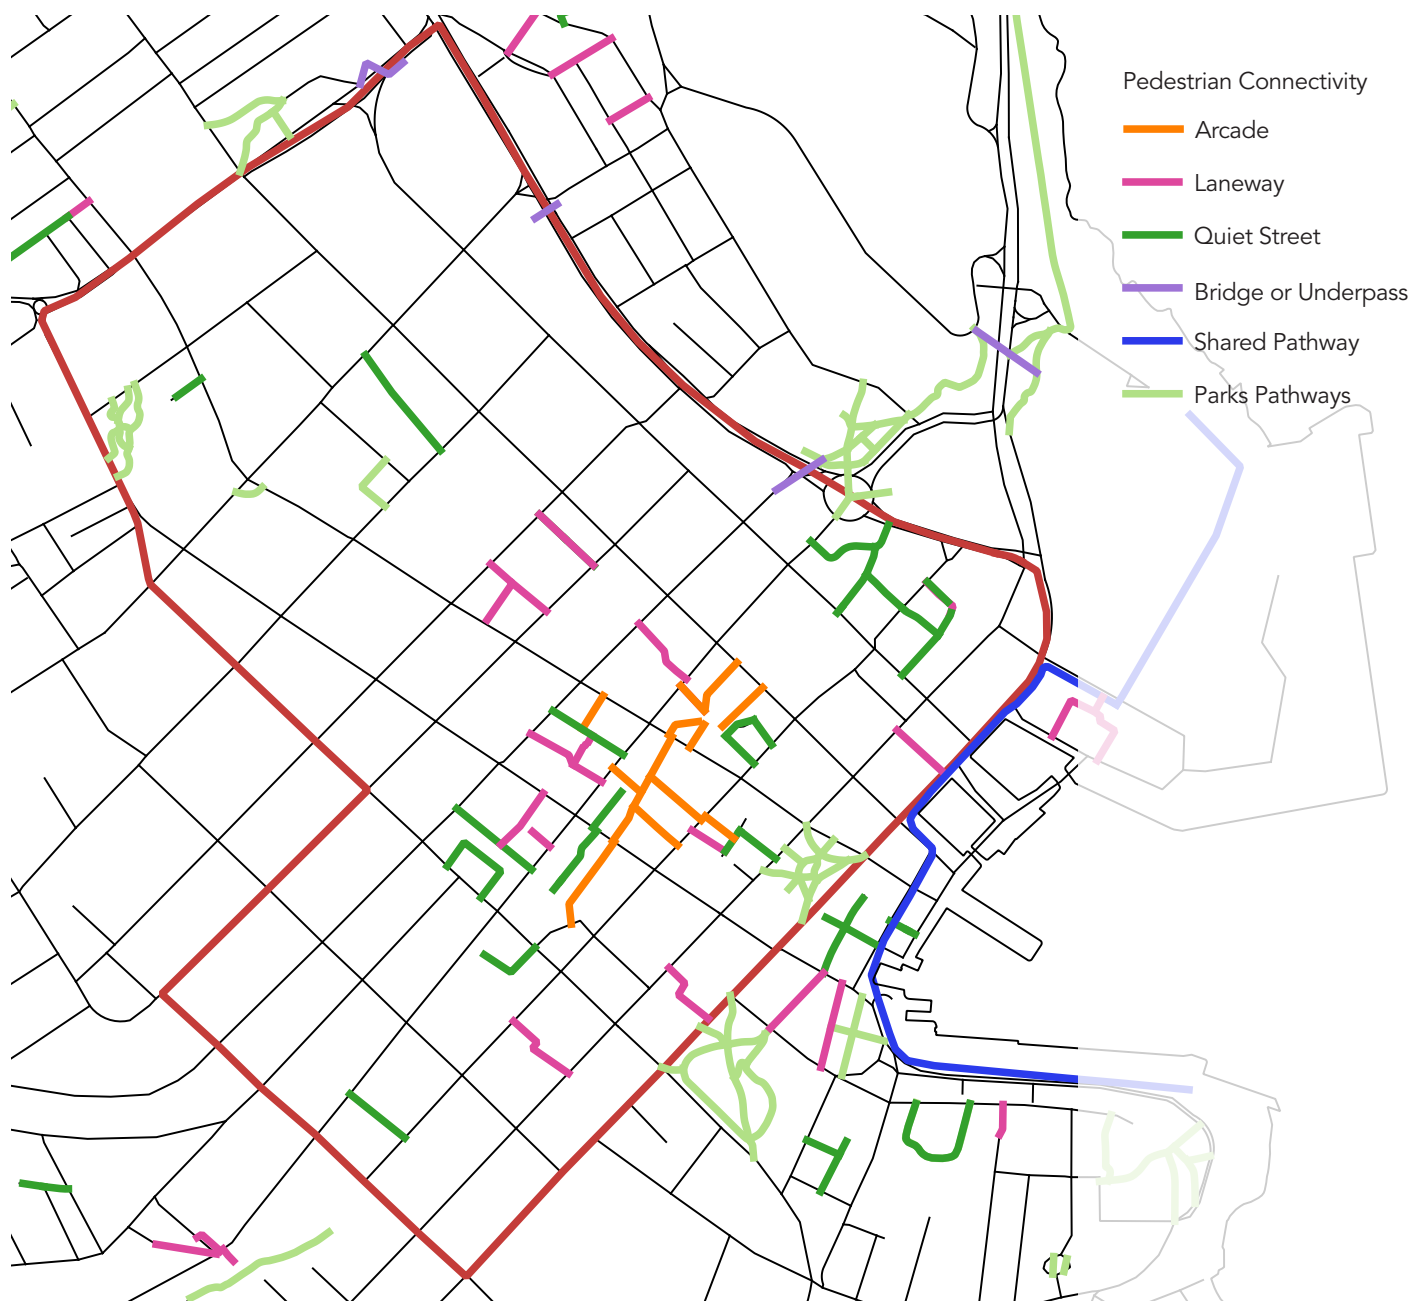 Pedestrian Connectivity
Arcade
Laneway
Quiet Street
Bridge or Underpass
Shared Pathway
Parks Pathways